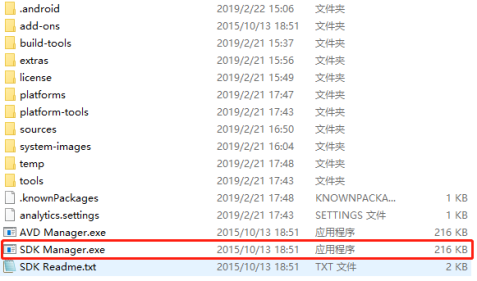 .android 2019/2/22 15:06 文件夹
add-ons 2015/10/13 18:51 文件夹
build-tools 2019/2/21 15:37 文件夹
extras 2019/2/21 15:56 文件夹
license 2019/2/21 15:49 文件夹
platforms 2019/2/21 17:47 文件夹
platform-tools 2019/2/21 17:43 文件夹
sources 2019/2/21 16:50 文件夹
system-images 2019/2/21 16:04 文件夹
temp 2019/2/21 17:48 文件夹
tools 2019/2/21 17:43 文件夹
.knownPackages 2019/2/21 17:48 KNOWNPACKA... 1 KB
analytics.settings 2019/2/21 17:43 SETTINGS 文件 1 KB
AVD Manager.exe 2015/10/13 18:51 应用程序 216 KB
SDK Manager.exe 2015/10/13 18:51 应用程序 216 KB
SDK Readme.txt 2015/10/13 18:51 TXT 文件 2 KB